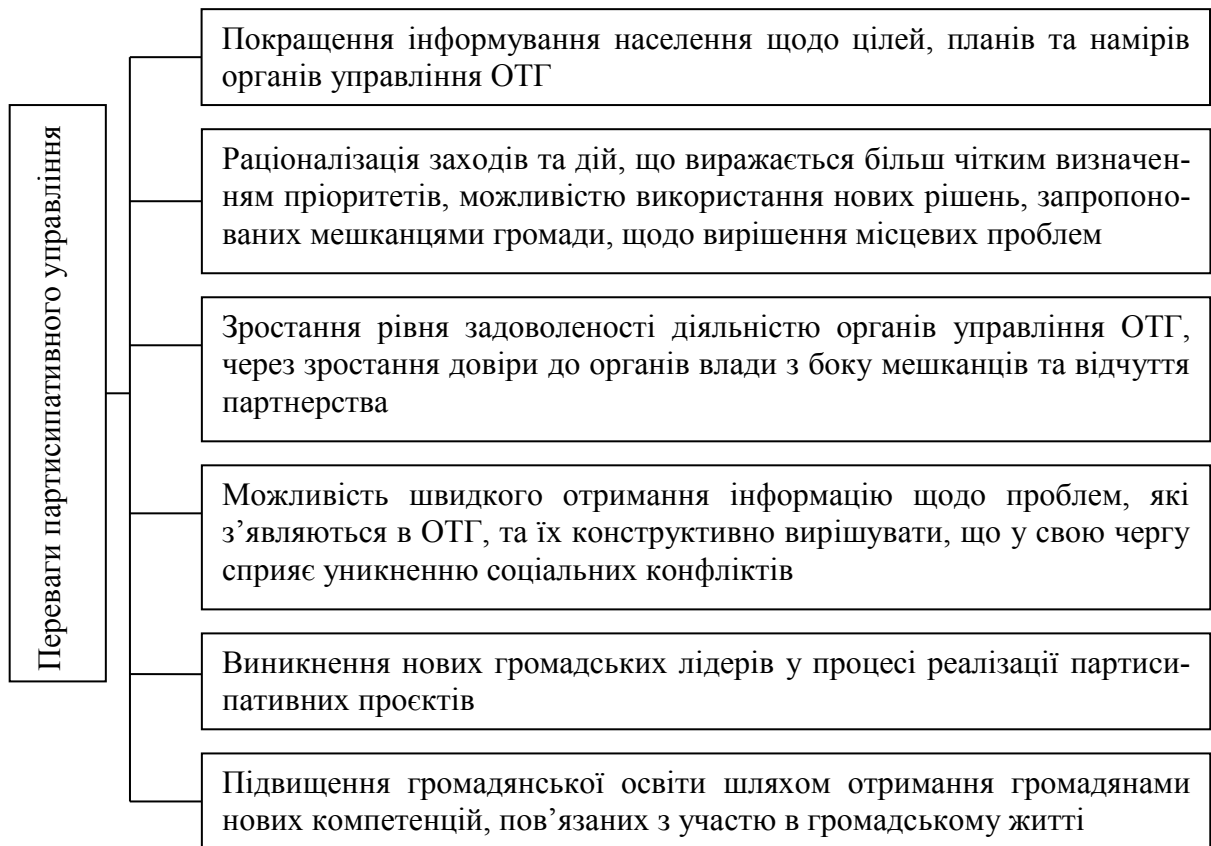 Переваги партисипативного управління
Покращення інформування населення щодо цілей, планів та намірів
органів управління ОТГ
Раціоналізація заходів та дій, що виражається більш чітким визначен-
ням пріоритетів, можливістю використання нових рішень, запропоно-
ваних мешканцями громади, щодо вирішення місцевих проблем
Зростання рівня задоволеності діяльністю органів управління ОТГ,
через зростання довіри до органів влади з боку мешканців та відчуття
партнерства
Можливість швидкого отримання інформацію щодо проблем, які
з’являються в ОТГ, та їх конструктивно вирішувати, що у свою чергу
сприяє уникненню соціальних конфліктів
Виникнення нових громадських лідерів у процесі реалізації партиси-
пативних проєктів
Підвищення громадянської освіти шляхом отримання громадянами
нових компетенцій, пов’язаних з участю в громадському житті